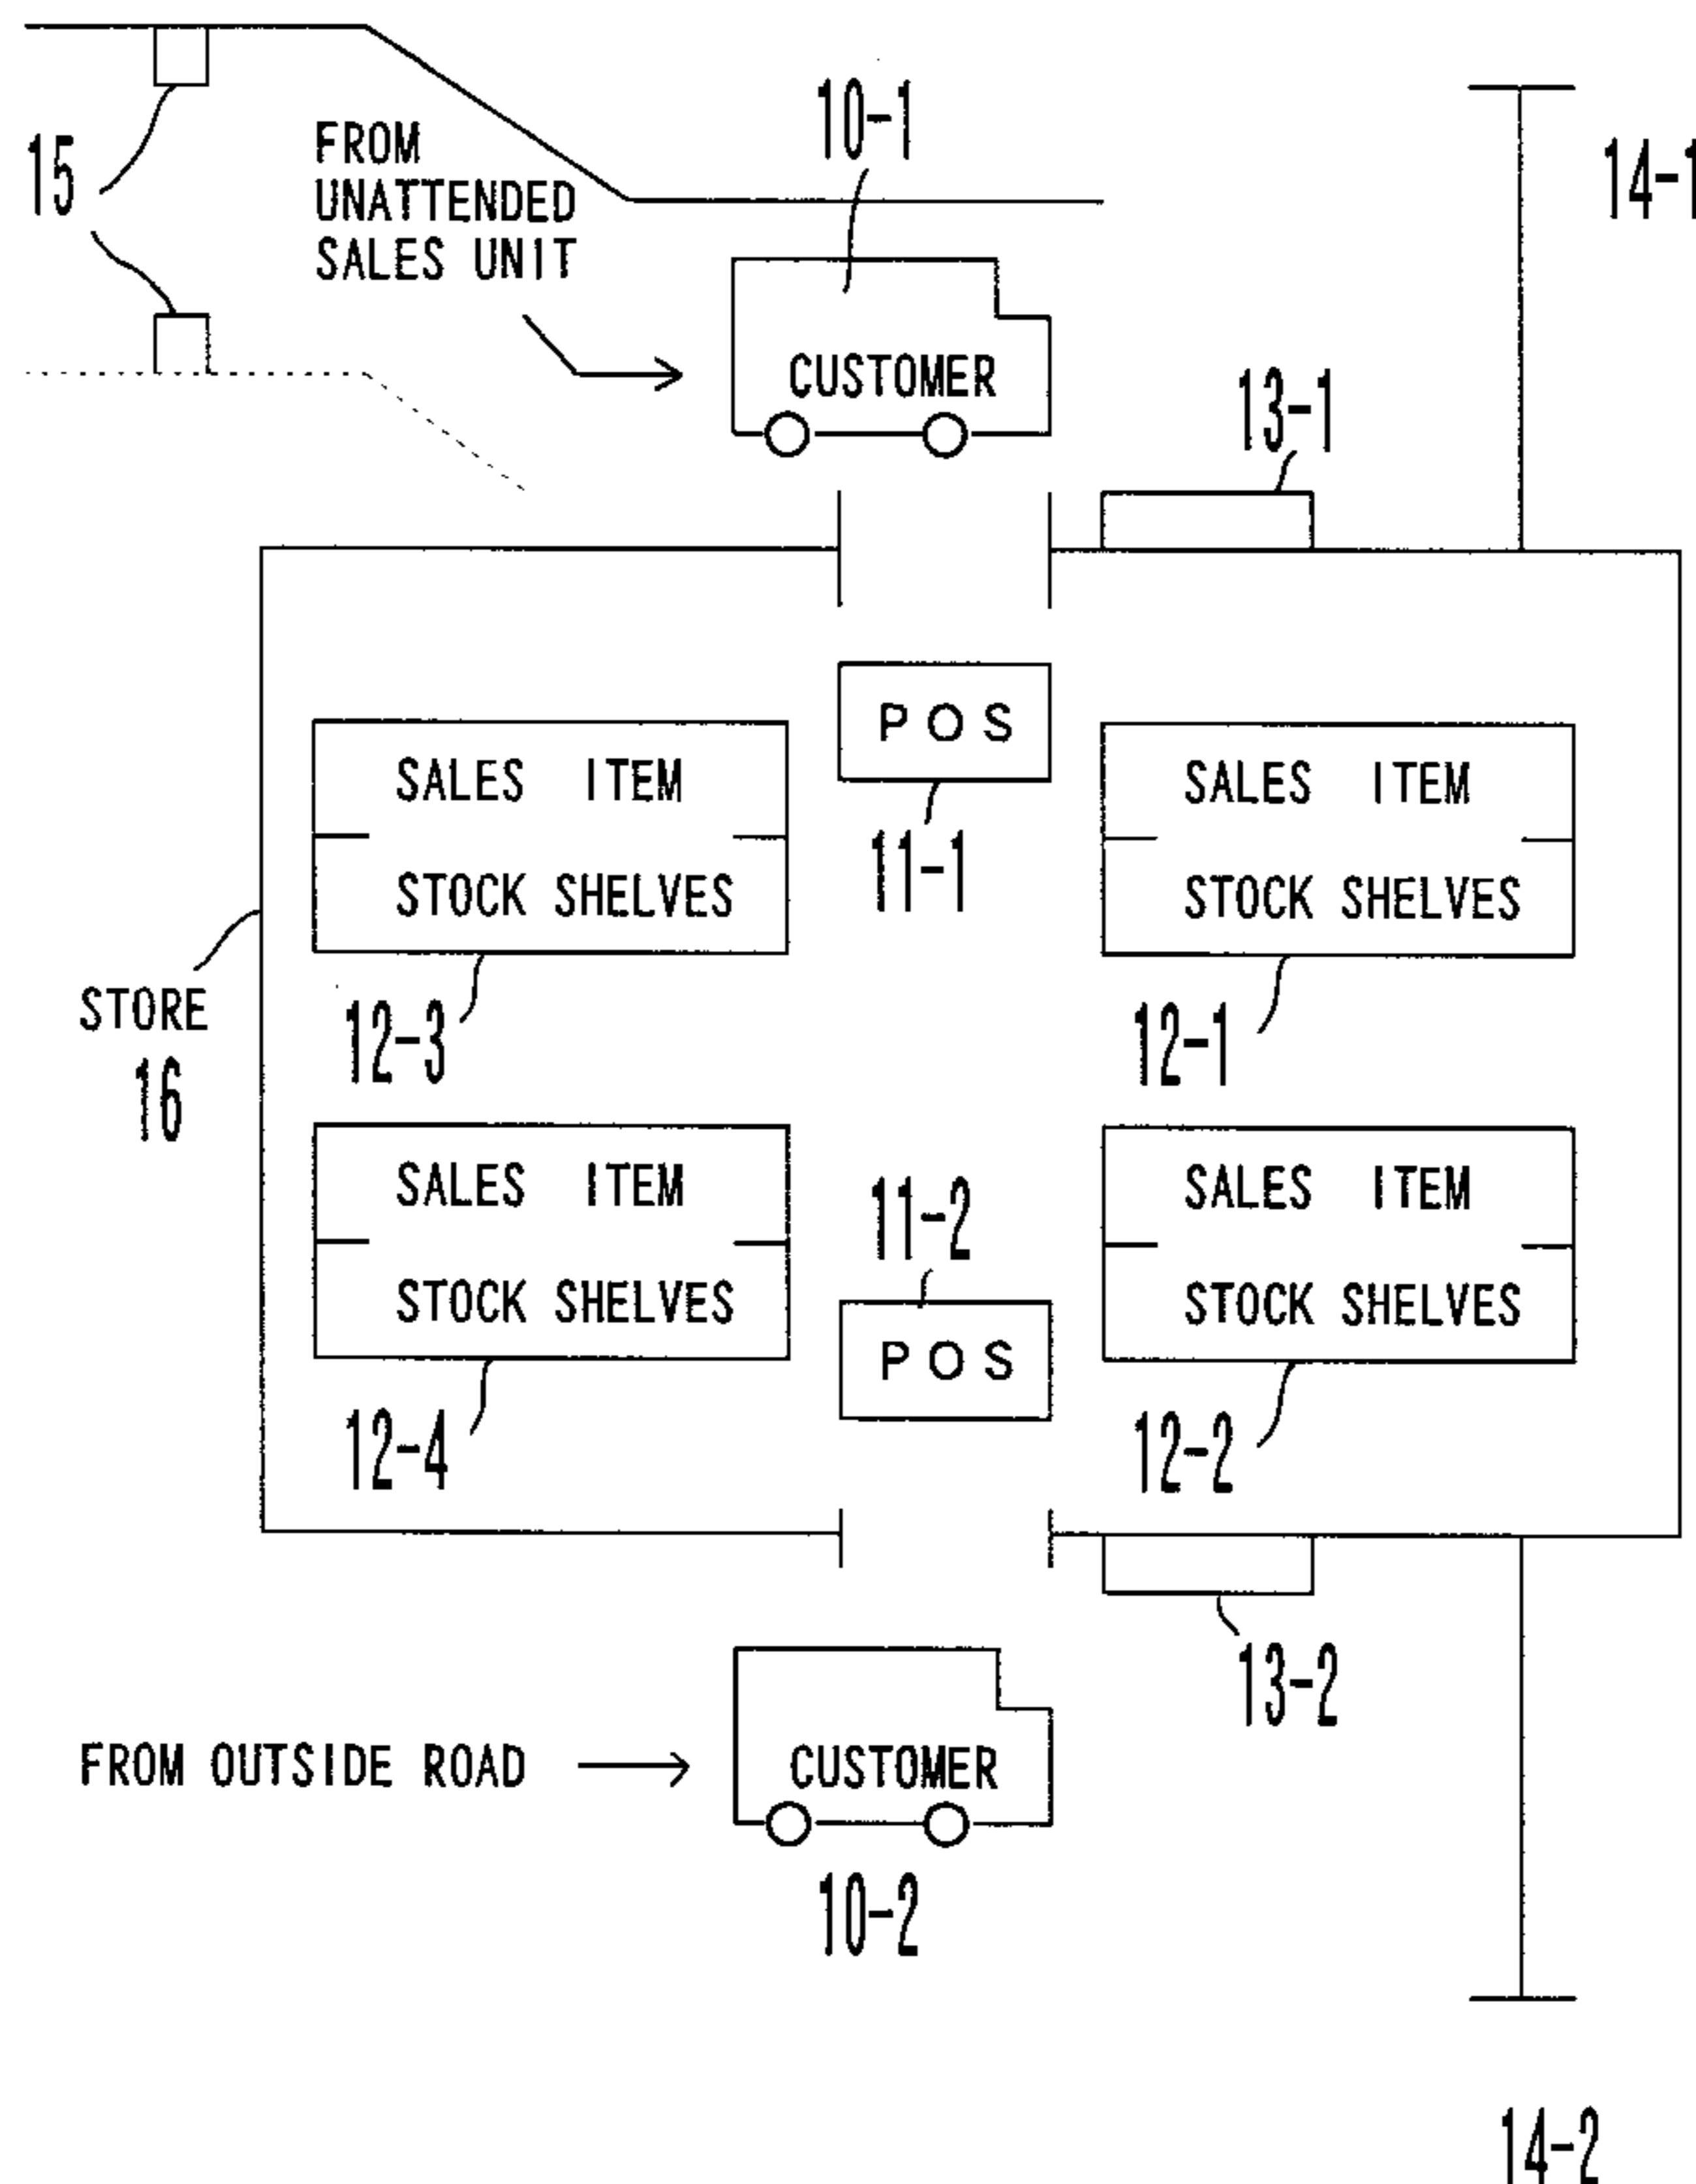 10-1
14-1
15
FROM
UNATTENDED
SALES UNIT
CUSTOMER
13-1
POS
SALES ITEM
STOCK SHELVES
SALES ITEM
STOCK SHELVES
11-1
STORE
16
12-3
12-1
SALES ITEM
STOCK SHELVES
11-2
SALES ITEM
STOCK SHELVES
POS
12-4
12-2
13-2
FROM OUTSIDE ROAD
CUSTOMER
10-2
14-2